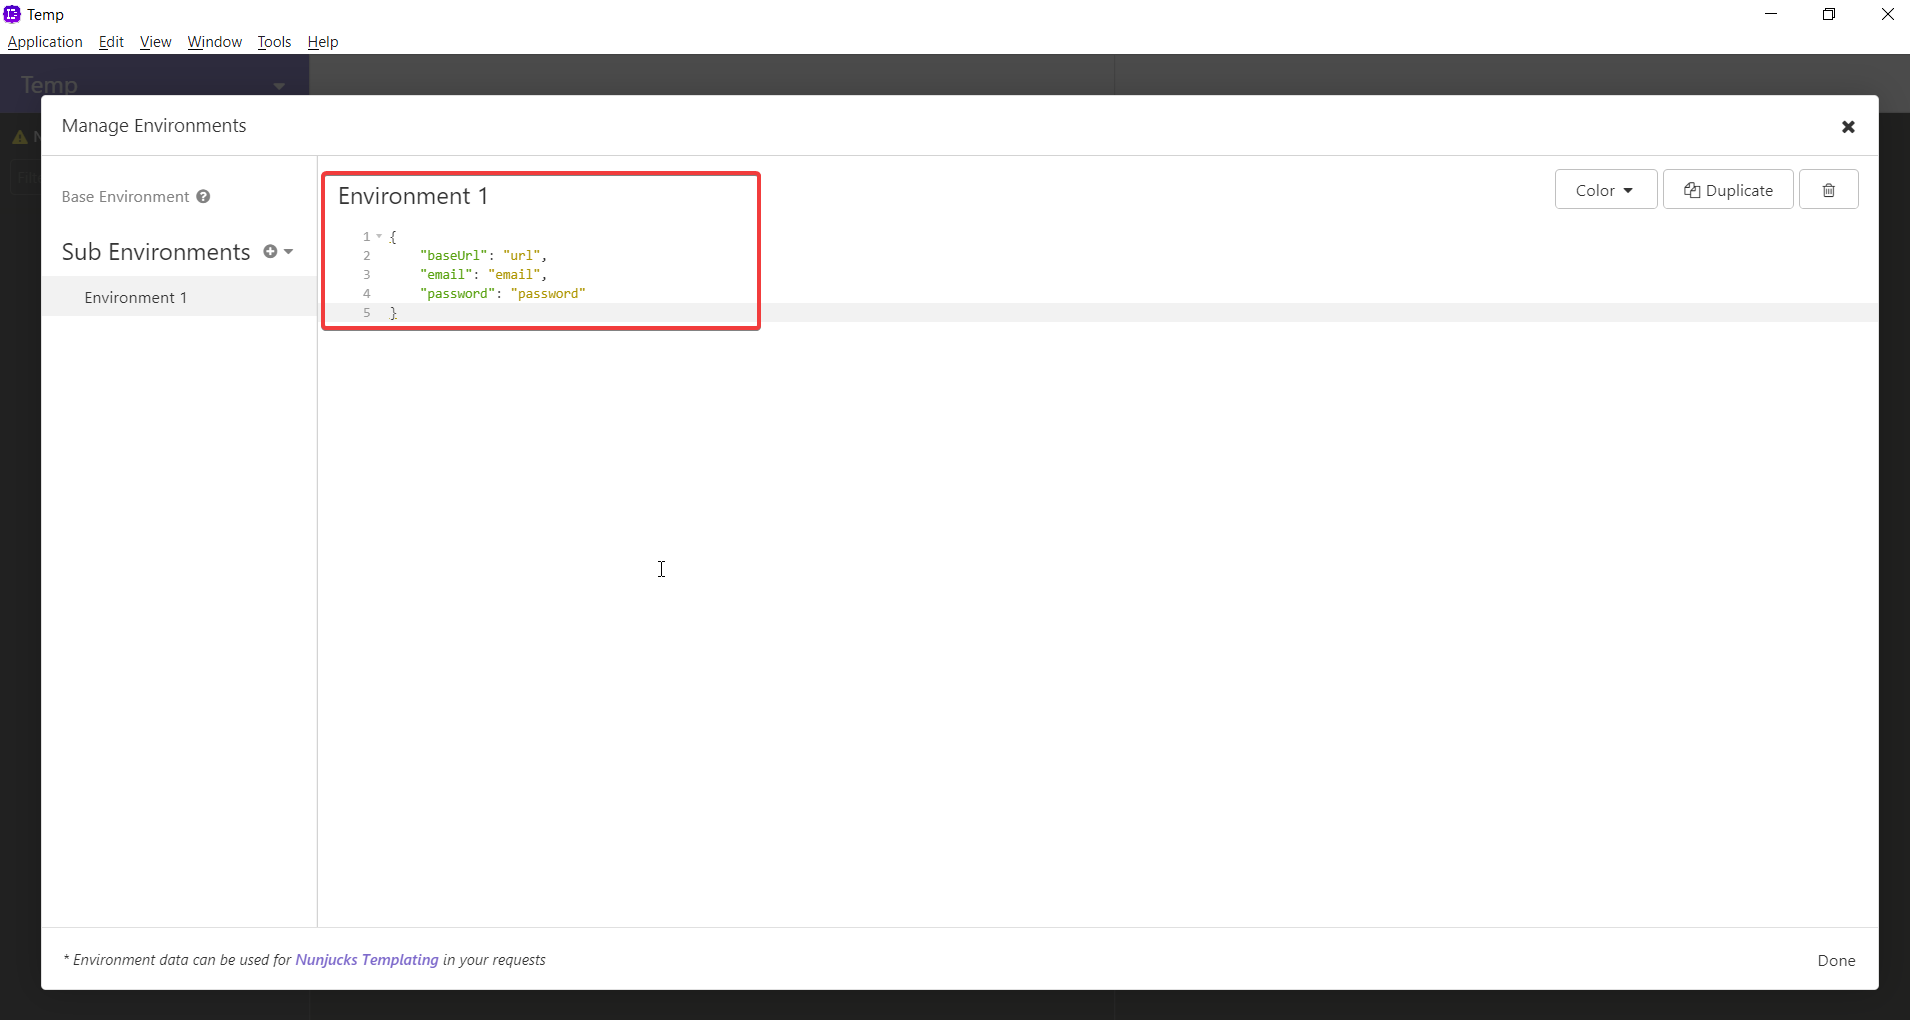 Temp
Application Edit View Window Tools Help
Temp
Manage Environments
Base Environment
Sub Environments
Environment 1
Environment 1
Color
Duplicate
1 {
2 "baseUrl": "url",
3 "email": "email",
4 "password": "password"
5 }
* Environment data can be used for Nunjucks Templating in your requests
Done